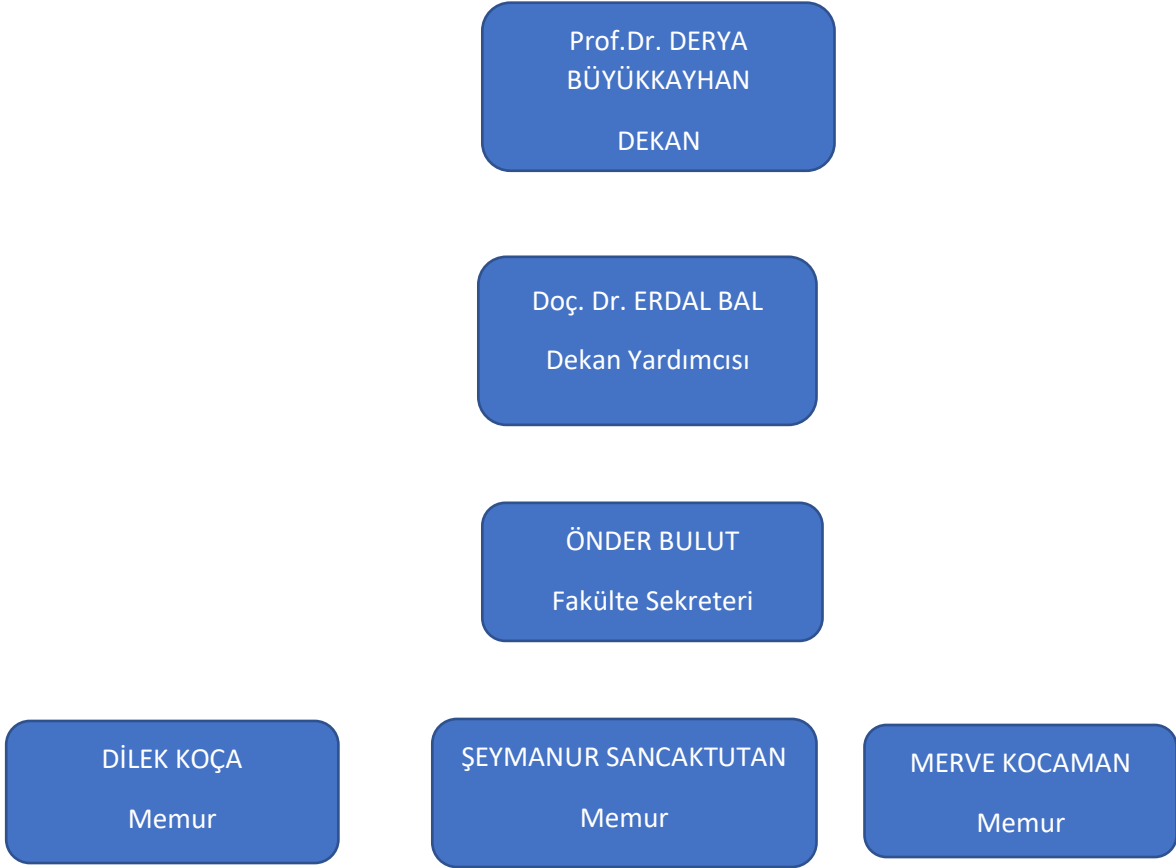 Prof.Dr. DERYA
BÜYÜKKAYHAN
DEKAN
Doç. Dr. ERDAL BAL
Dekan Yardımcısı
ÖNDER BULUT
Fakülte Sekreteri
DİLEK KOÇA
Memur
ŞEYMANUR SANCAKTUTAN
Memur
MERVE KOCAMAN
Memur